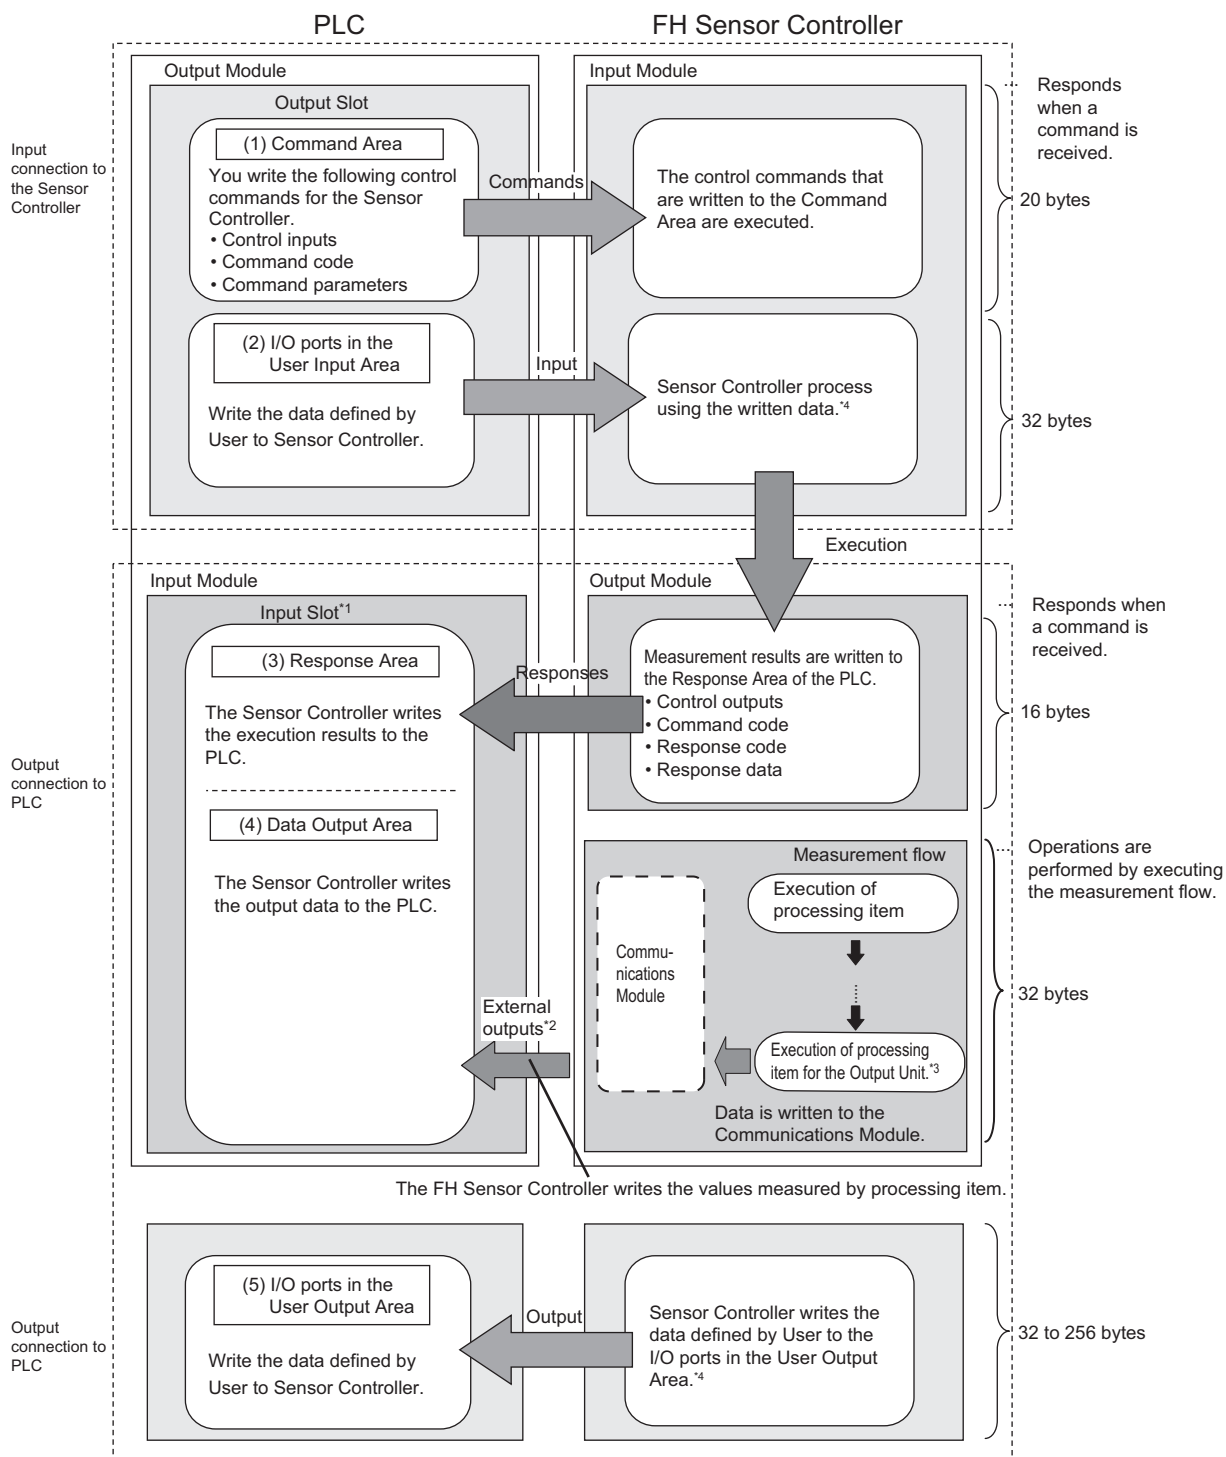 PLC
FH Sensor Controller
Output Module
Input Module
Output Slot
Input
connection to
the Sensor
Controller
(1) Command Area
You write the following control
commands for the Sensor
Controller.
• Control inputs
• Command code
• Command parameters
Commands
The control commands that
are written to the Command
Area are executed.
Responds
when a
command is
received.
20 bytes
(2) I/O ports in the
User Input Area
Write the data defined by
User to Sensor Controller.
Input
Sensor Controller process
using the written data.*4
32 bytes
Execution
Input Module
Output Module
Input Slot*1
Output
connection to
PLC
(3) Response Area
The Sensor Controller writes
the execution results to the
PLC.
Responses
Measurement results are written to
the Response Area of the PLC.
• Control outputs
• Command code
• Response code
• Response data
Responds when
a command is
received.
16 bytes
(4) Data Output Area
The Sensor Controller writes
the output data to the PLC.
External
outputs*2
Measurement flow
Execution of
processing item
Commu-
nications
Module
Execution of processing
item for the Output Unit.*3
Data is written to the
Communications Module.
Operations are
performed by executing
the measurement flow.
32 bytes
The FH Sensor Controller writes the values measured by processing item.
Output
connection to
PLC
(5) I/O ports in the
User Output Area
Write the data defined by
User to Sensor Controller.
Output
Sensor Controller writes the
data defined by User to the
I/O ports in the User Output
Area.*4
32 to 256 bytes